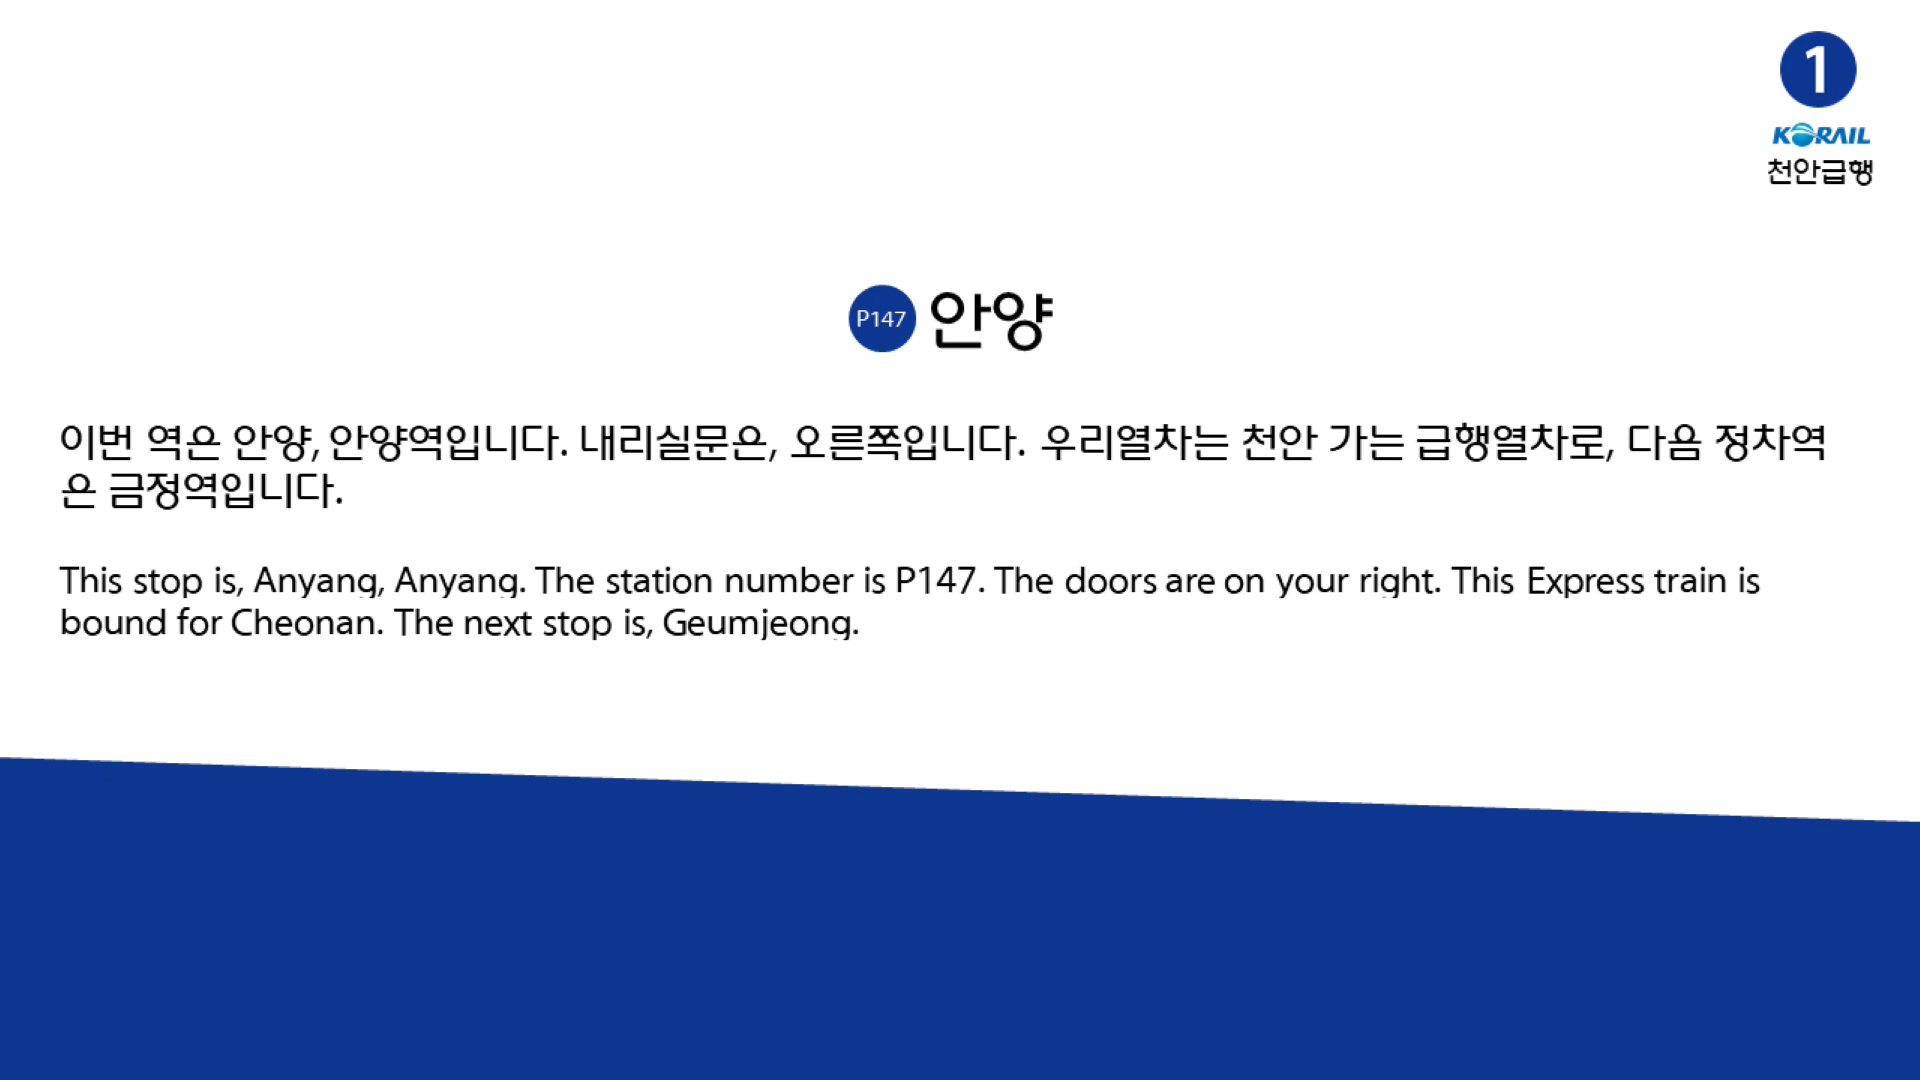 1
KORAIL
천안급행
P147 안양
이번 역은 안양, 안양역입니다. 내리실문은, 오른쪽입니다. 우리열차는 천안 가는 급행열차로, 다음 정차역
은 금정역입니다.
This stop is, Anyang, Anyang. The station number is P147. The doors are on your right. This Express train is
bound for Cheonan. The next stop is, Geumjeong.